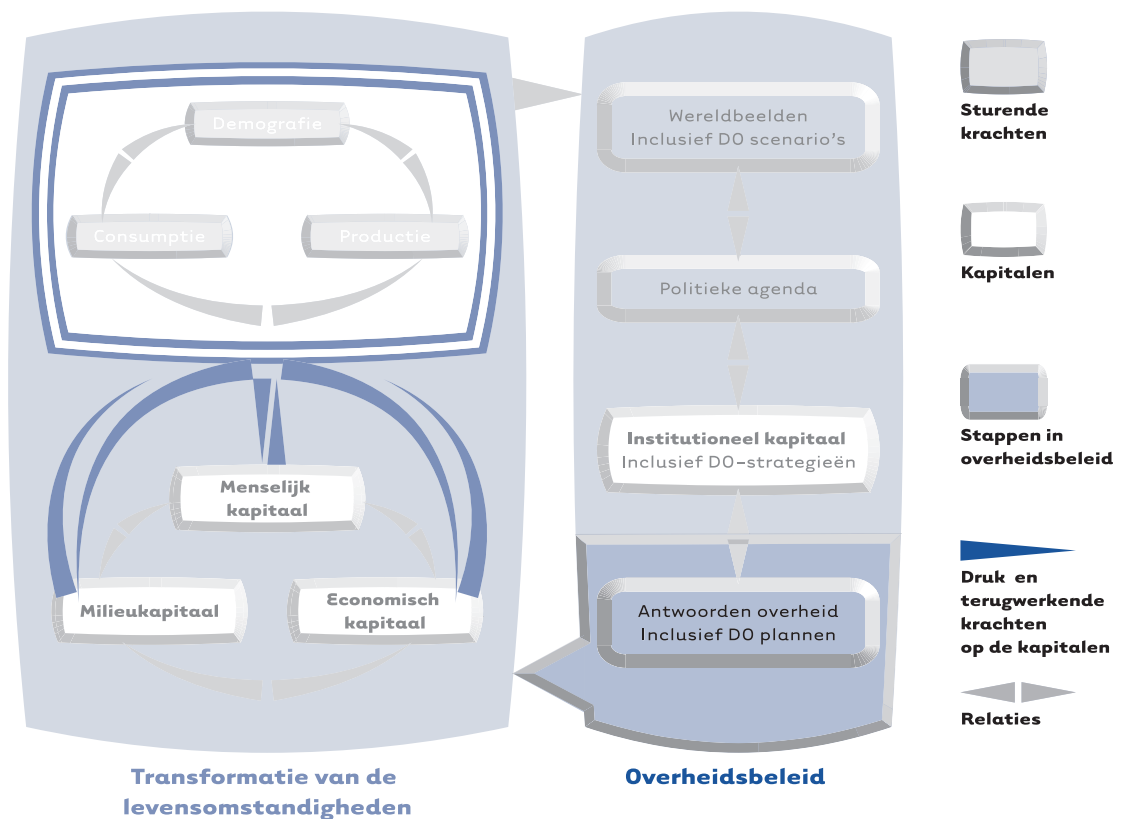 Demografie
Consumptie
Productie
Menselijk
kapitaal
Milieukapitaal
Economisch
kapitaal
Transformatie van de
levensomstandigheden
Wereldbeelden
Inclusief DO scenario's
Politieke agenda
Institutioneel kapitaal
Inclusief DO-strategieën
Antwoorden overheid
Inclusief DO plannen
Overheidsbeleid
Sturende
krachten
Kapitalen
Stappen in
overheidsbeleid
Druk en
terugwerkende
krachten
op de kapitalen
Relaties